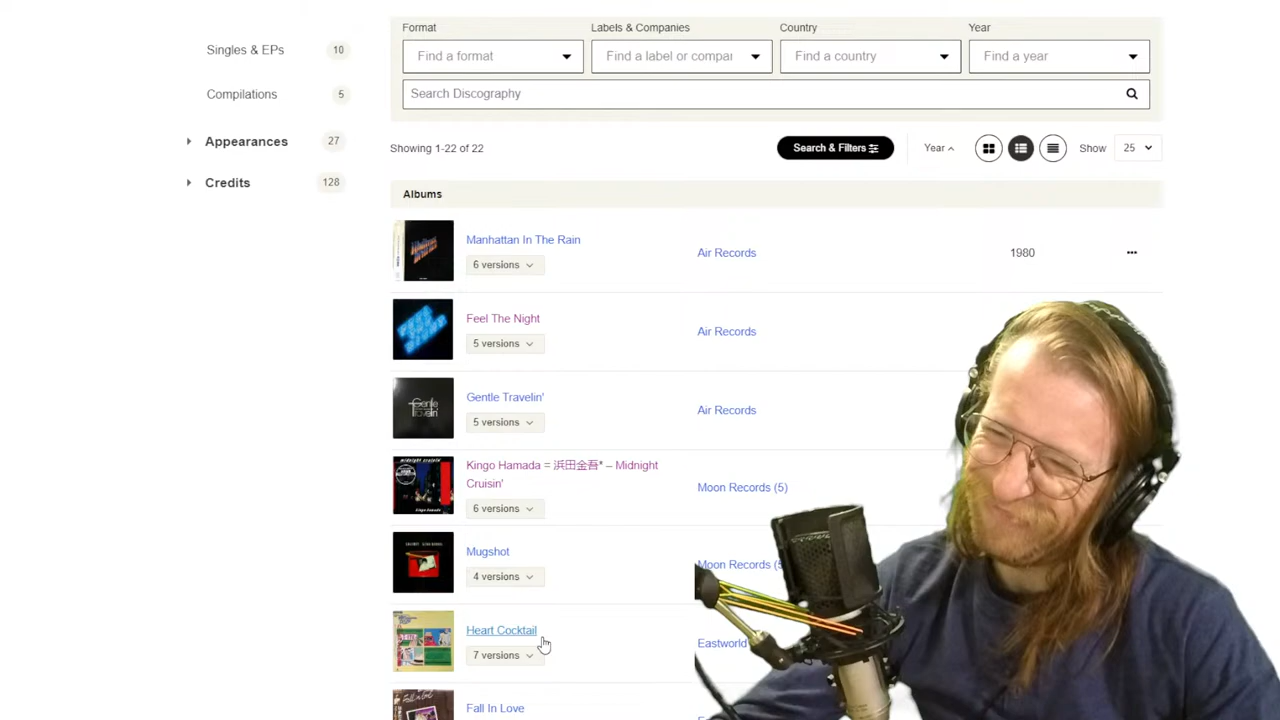 Format
Labels & Companies
Country
Year
Singles & EPs 10
Find a format
Find a label or compar
Find a country
Find a year
Compilations 5
Search Discography
Appearances 27
Showing 1-22 of 22
Search & Filters
Year
Show
25
Credits 128
Albums
Manhattan In The Rain
6 versions
Air Records
1980
Feel The Night
5 versions
Air Records
Gentle Travelin'
5 versions
Air Records
Kingo Hamada = 浜田金吾* – Midnight
Cruisin'
6 versions
Moon Records (5)
Mugshot
4 versions
Moon Records
Heart Cocktail
7 versions
Eastworld
Fall In Love